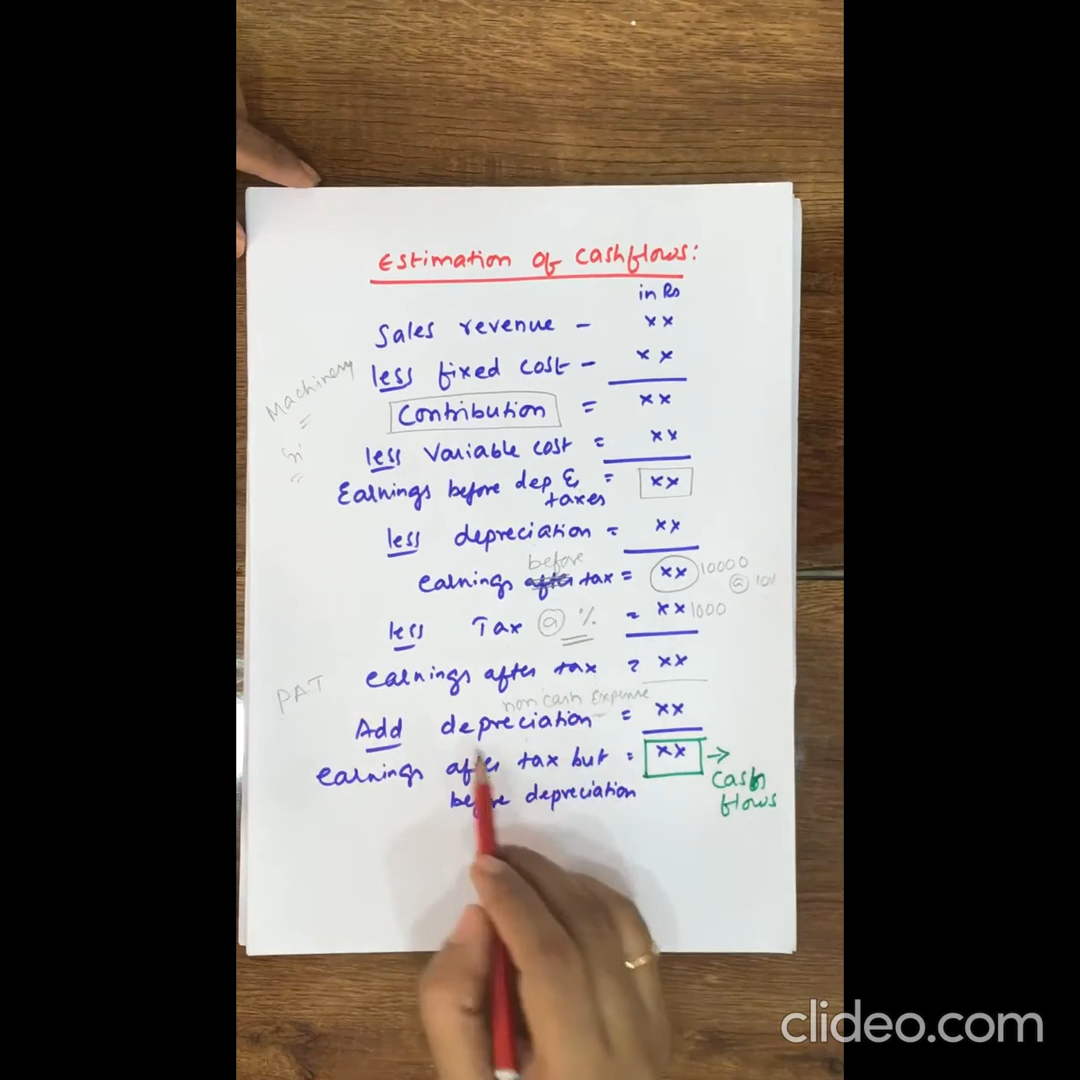 Estimation of Cashflows:
in Rs
Sales revenue – xx
less fixed cost – xx
Machinery
=
Contribution = xx
less Variable cost = xx
Earnings before dep & = xx
taxes
less depreciation = xx
before
earnings after tax = xx 10000
@ 10%
less Tax @ % = xx 1000
earnings after tax = xx
PAT
non cash expense
Add depreciation = xx
earnings after tax but = xx → Cash
before depreciation flows
clideo.com